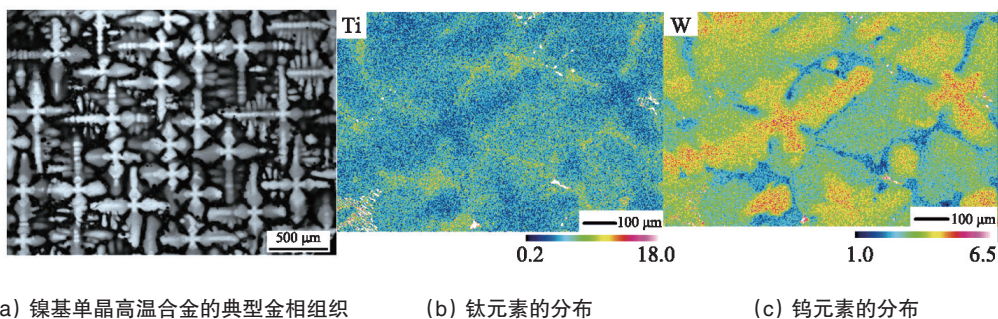 Ti
W
500 μm
100 μm
100 μm
0.2
18.0
1.0
6.5
a）镍基单晶高温合金的典型金相组织
（b）钛元素的分布
（c）钨元素的分布